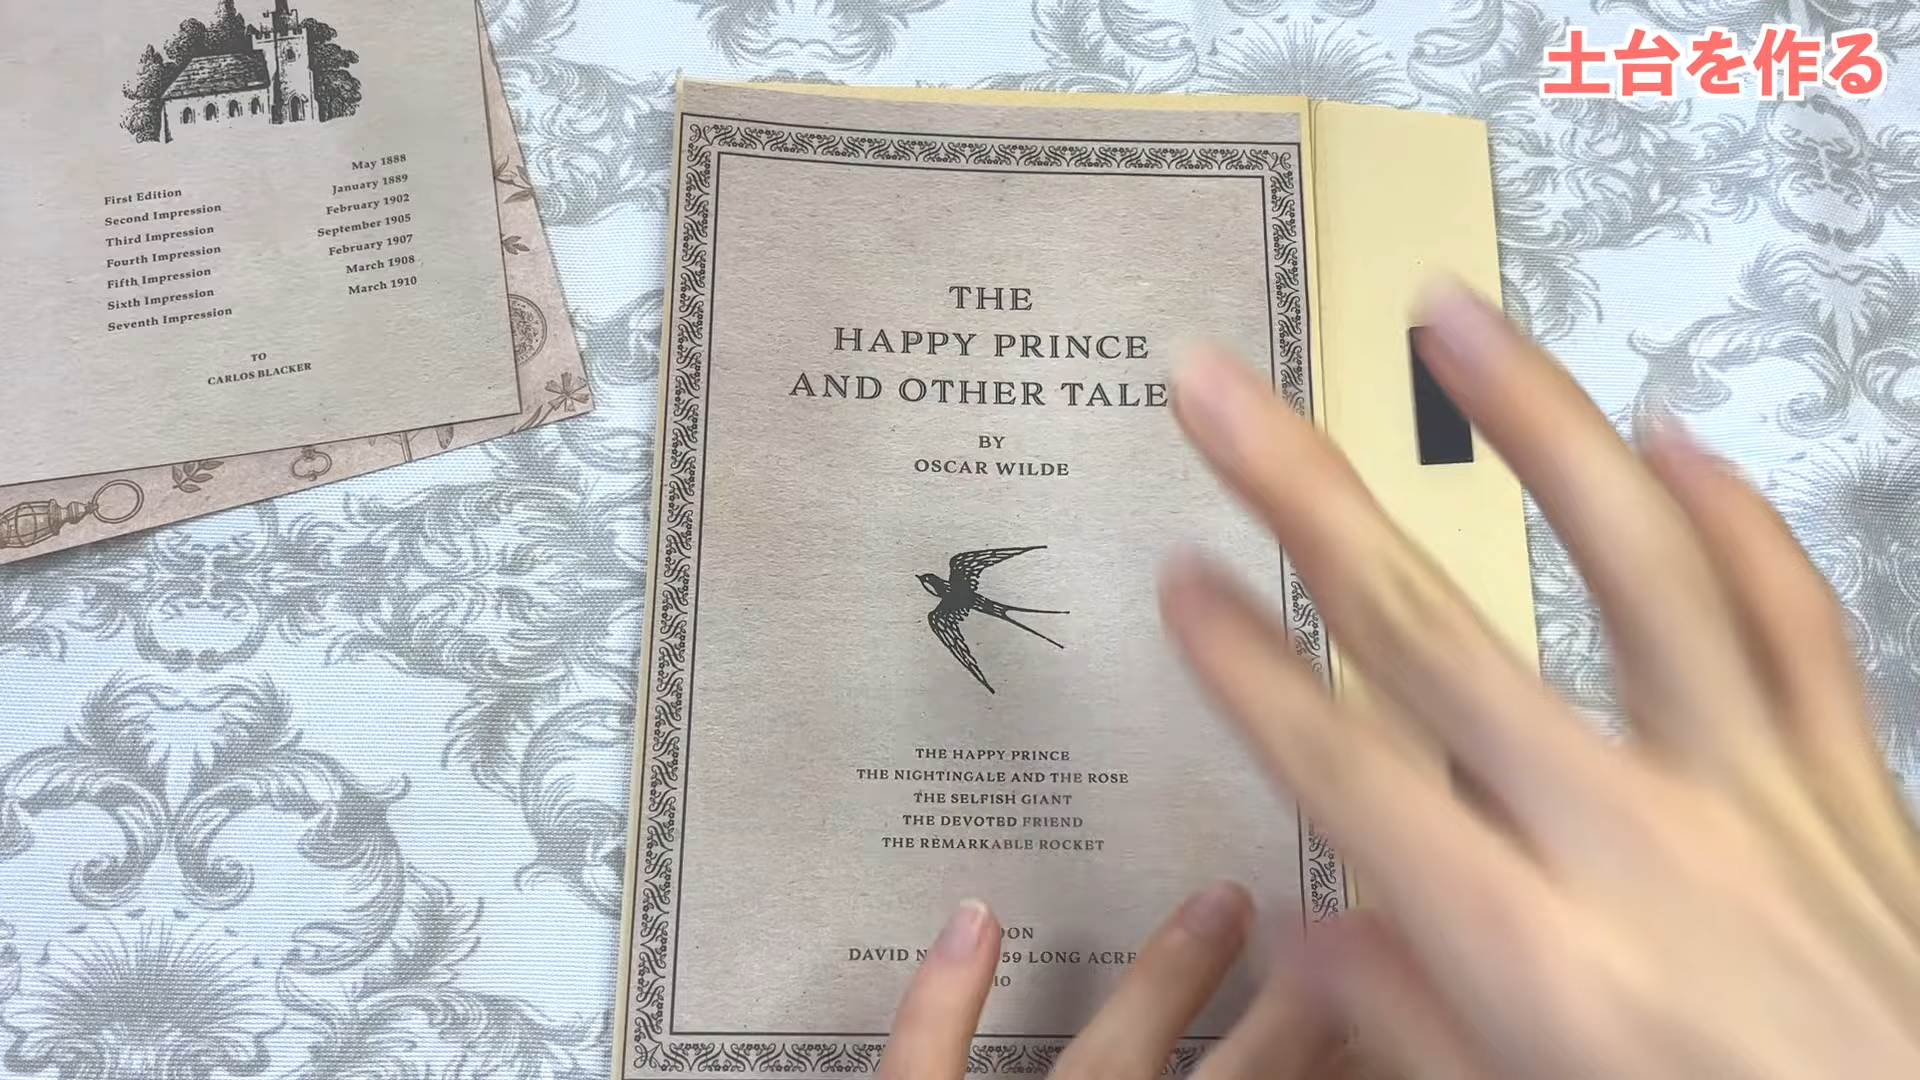 土台を作る
First Edition May 1888
Second Impression January 1889
Third Impression February 1902
Fourth Impression September 1905
Fifth Impression February 1907
Sixth Impression March 1908
Seventh Impression March 1910
TO
CARLOS BLACKER
THE
HAPPY PRINCE
AND OTHER TALE
BY
OSCAR WILDE
THE HAPPY PRINCE
THE NIGHTINGALE AND THE ROSE
THE SELFISH GIANT
THE DEVOTED FRIEND
THE REMARKABLE ROCKET
DAVID 59 LONG ACRE